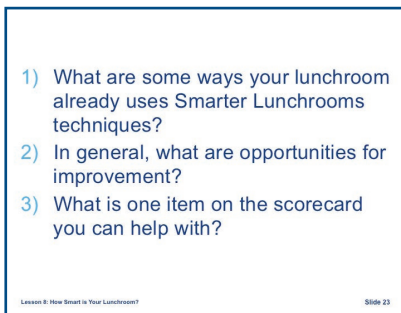 1) What are some ways your lunchroom
already uses Smarter Lunchrooms
techniques?
2) In general, what are opportunities for
improvement?
3) What is one item on the scorecard
you can help with?
Lesson 8: How Smart is Your Lunchroom?
Slide 23